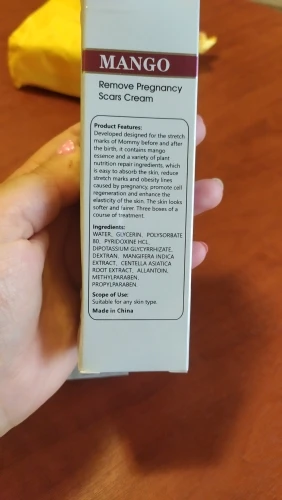 MANGO
Remove Pregnancy
Scars Cream
Product Features:
Developed designed for the stretch
marks of Mommy before and after
the birth, it contains mango
essence and a variety of plant
nutrition repair ingredients, which
is easy to absorb the skin, reduce
stretch marks and obesity lines
caused by pregnancy, promote cell
regeneration and enhance the
elasticity of the skin. The skin looks
softer and fairer. Three boxes of a
course of treatment.
Ingredients:
WATER, GLYCERIN, POLYSORBATE
80, PYRIDOXINE HCL,
DIPOTASSIUM GLYCYRRHIZATE,
DEXTRAN, MANGIFERA INDICA
EXTRACT, CENTELLA ASIATICA
ROOT EXTRACT, ALLANTOIN,
METHYLPARABEN,
PROPYLPARABEN.
Scope of Use:
Suitable for any skin type.
Made in China